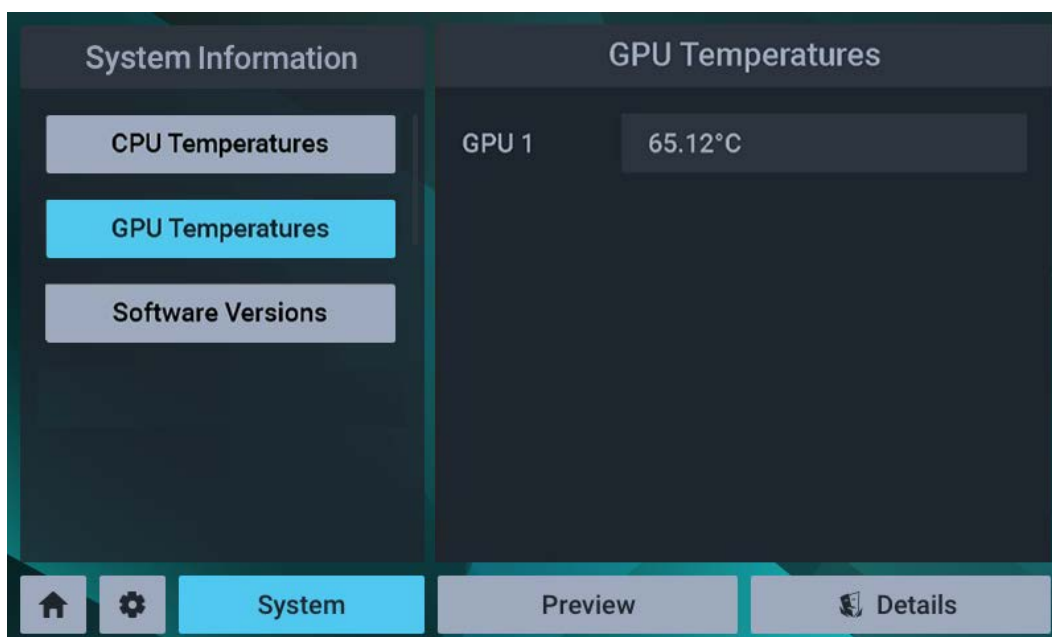 System Information
CPU Temperatures
GPU Temperatures
Software Versions
GPU Temperatures
GPU 1 65.12°C
System Preview Details